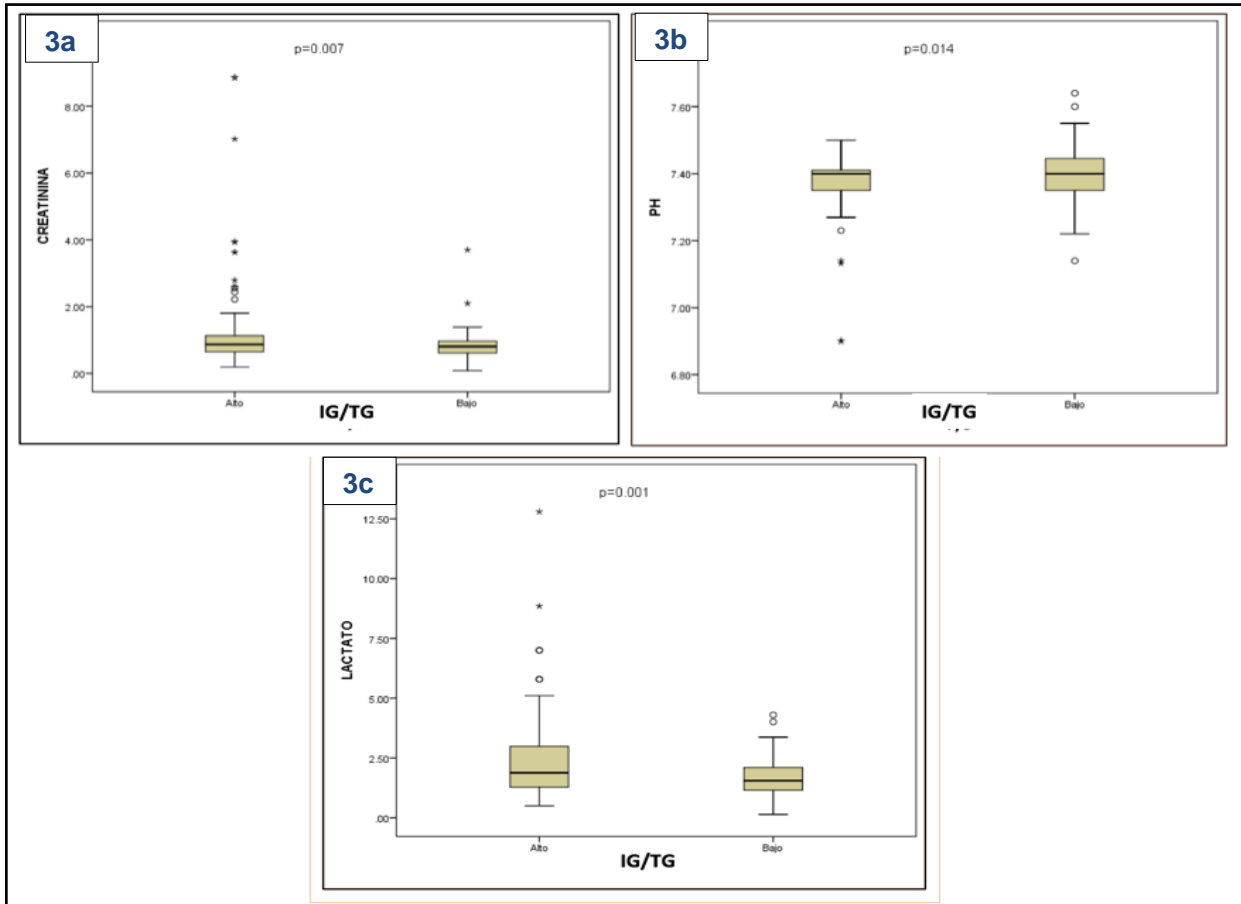 3a
p=0.007
CREATININA
8.00
6.00
4.00
2.00
.00
Alto
Bajo
IG/TG
3b
p=0.014
PH
7.60
7.40
7.20
7.00
6.80
Alto
Bajo
IG/TG
3c
p=0.001
LACTATO
12.50
10.00
7.50
5.00
2.50
.00
Alto
Bajo
IG/TG